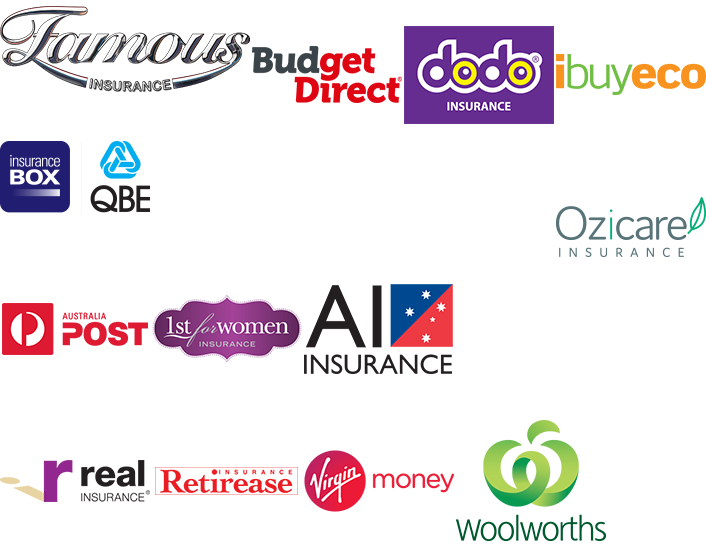 Famous
INSURANCE
Budget
Direct®
dodo®
INSURANCE
ibuyeco
insurance
BOX
QBE
Ozicare
INSURANCE
AUSTRALIA
POST
1st for women
INSURANCE
AI
INSURANCE
real
INSURANCE®
INSURANCE
Retirease
Virgin money
Woolworths